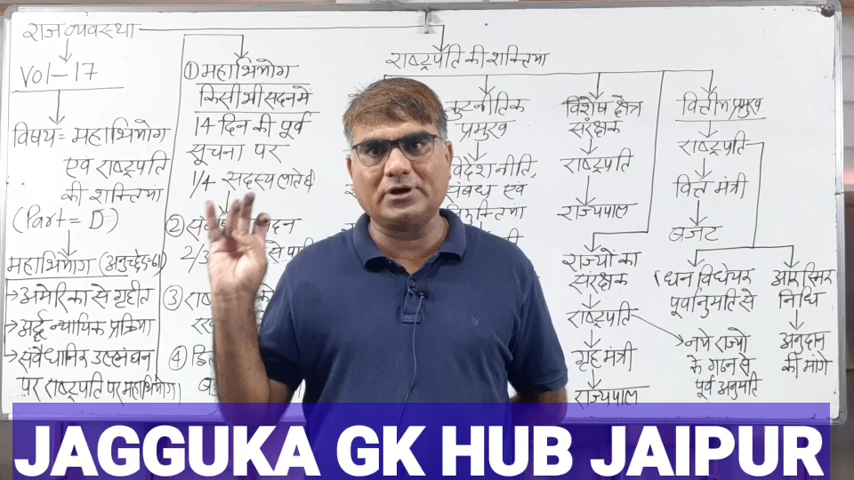 राजव्यवस्था
Vol-17
विषय= महाभियोग
एवं राष्ट्रपति
की शक्तियां
(Part= D)
महाभियोग (अनुच्छेद-61)
→अमेरिका से गृहीत
→अर्द्ध न्यायिक प्रक्रिया
→संवैधानिक उल्लंघन
पर राष्ट्रपति पर महाभियोग
① महाभियोग
किसी भी सदन मे
14 दिन की पूर्व
सूचना पर
1/4 सदस्य लाते है
②
सदन
2/3
③
④
राष्ट्रपति की शक्तियां
कुटनीतिक
प्रमुख
विदेश नीति,
संबंध एवं
नियुक्तियां
विशेष क्षेत्र
संरक्षक
राष्ट्रपति
राज्यपाल
राज्यों का
संरक्षक
राष्ट्रपति
गृह मंत्री
राज्यपाल
वित्तीय प्रमुख
राष्ट्रपति
वित्त मंत्री
बजट
धन विधेयक
पूर्वानुमति से
नये राज्यो
के गठन से
पूर्व अनुमति
आकस्मिक
निधि
अनुदान
की मांगे
JAGGUKA GK HUB JAIPUR